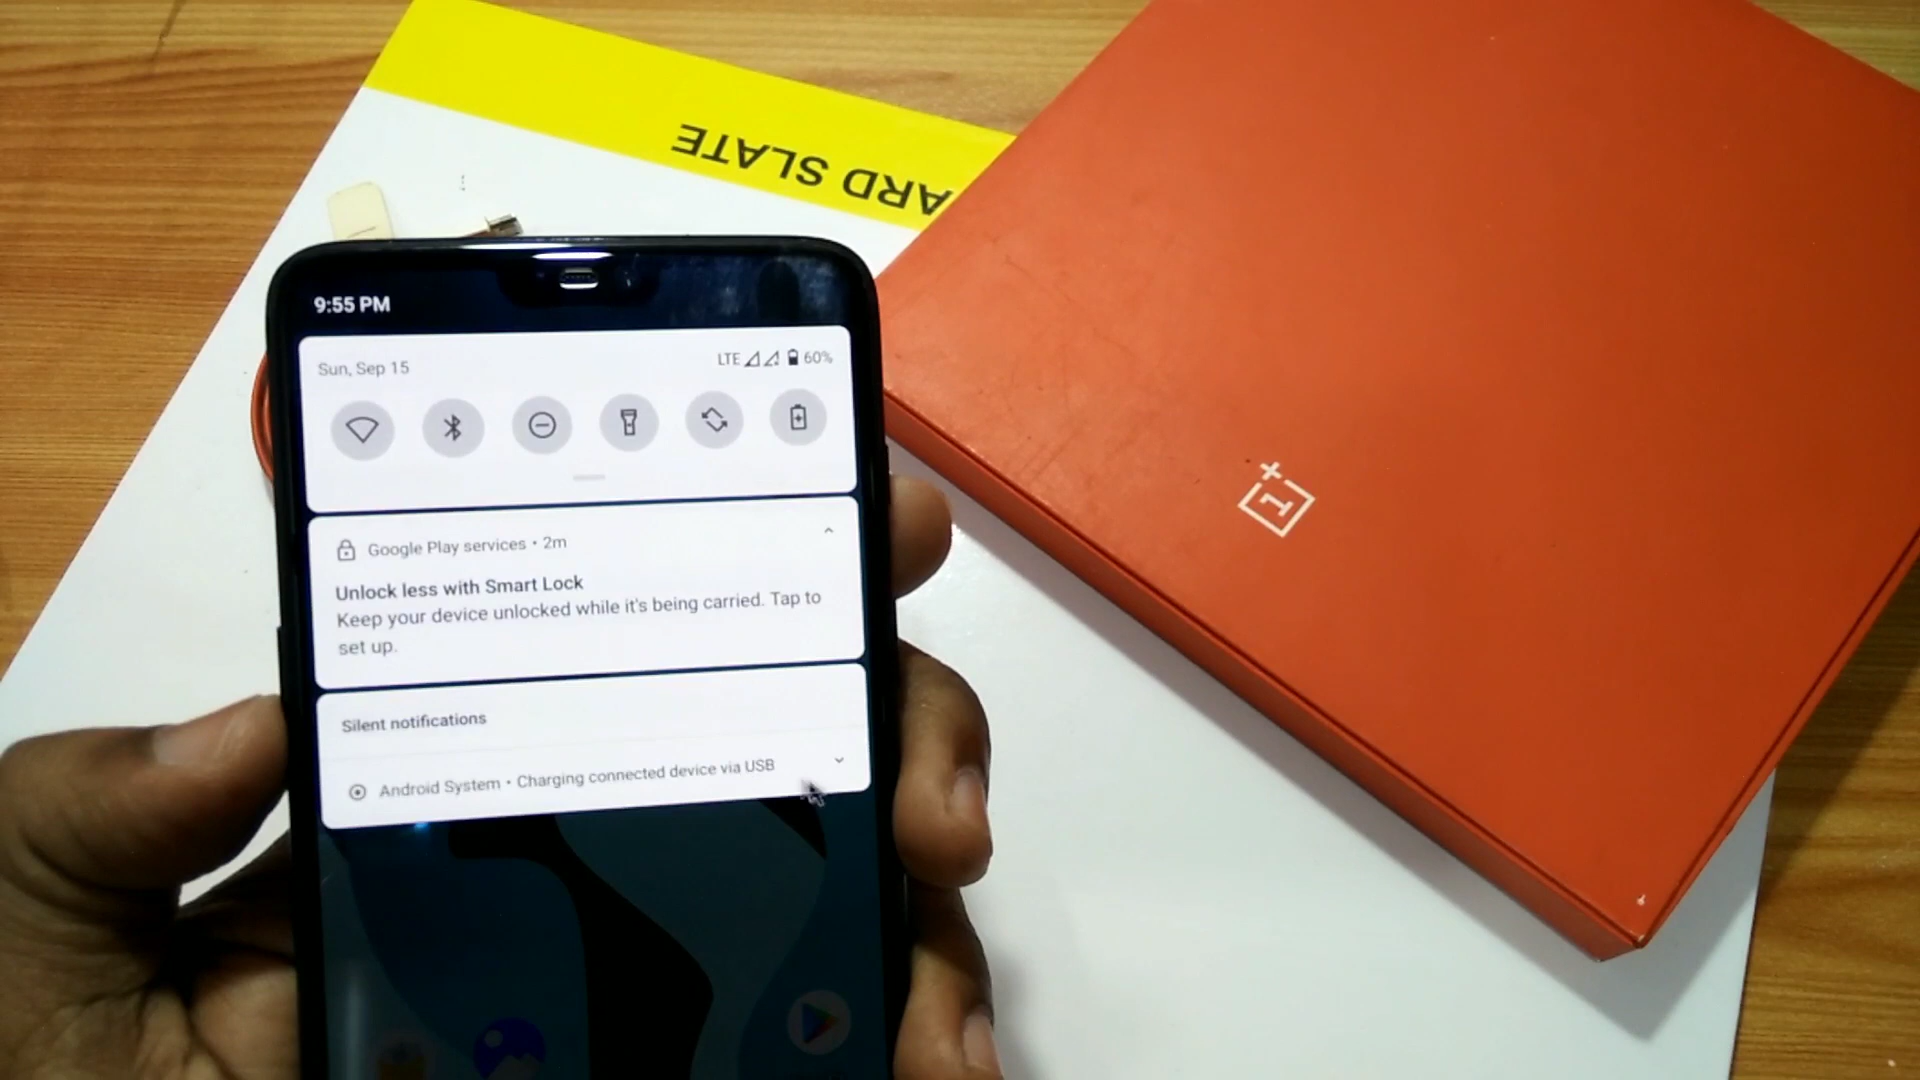 ARD SLATE
9:55 PM
Sun, Sep 15
LTE 60%
Google Play services • 2m
Unlock less with Smart Lock
Keep your device unlocked while it's being carried. Tap to
set up.
Silent notifications
Android System • Charging connected device via USB
1+